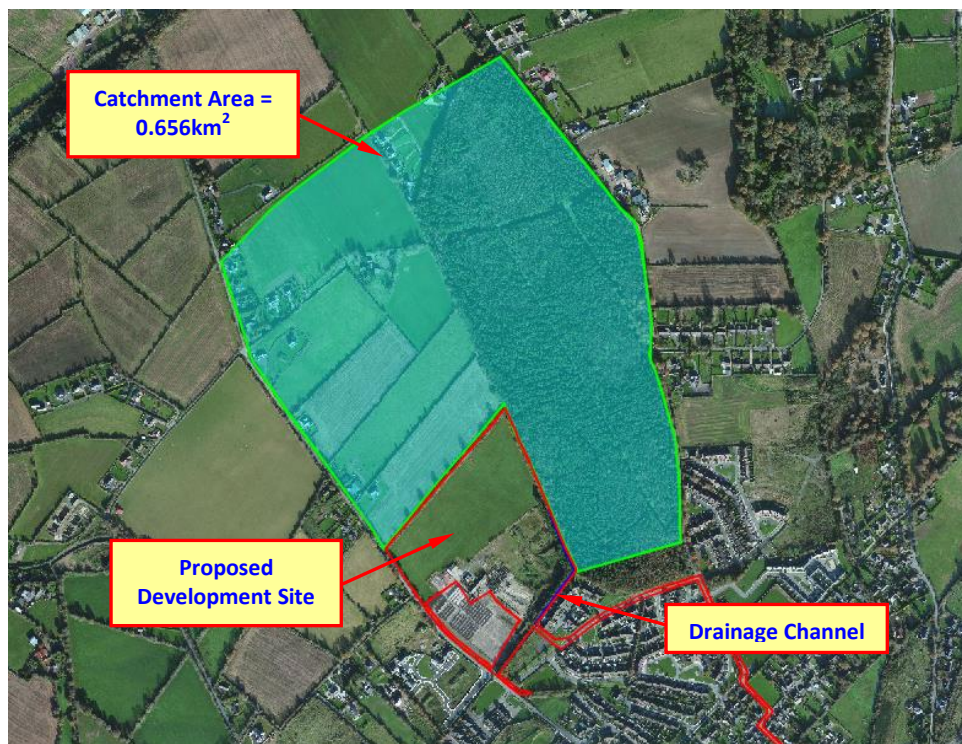 Catchment Area =
0.656km²
Proposed
Development Site
Drainage Channel